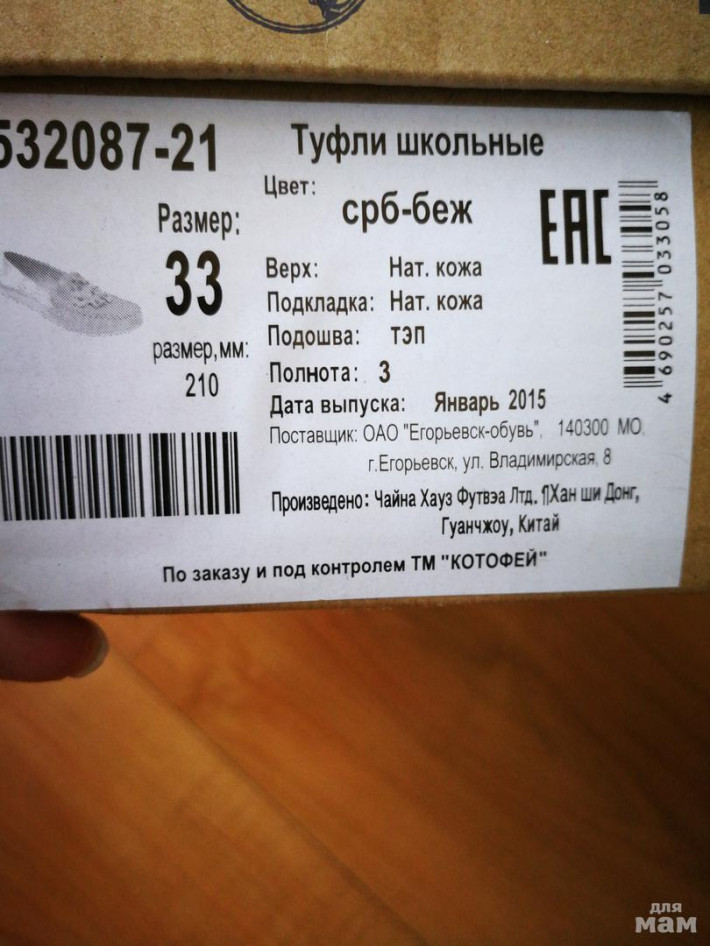 532087-21
Туфли школьные
Цвет:
срб-беж
Размер:
33
размер,мм:
210
Верх: Нат. кожа
Подкладка: Нат. кожа
Подошва: тэп
Полнота: 3
Дата выпуска: Январь 2015
Поставщик: ОАО "Егорьевск-обувь", 140300 МО,
г.Егорьевск, ул. Владимирская, 8
Произведено: Чайна Хауз Футвэа Лтд. ¶Хан ши Донг,
Гуанчжоу, Китай
По заказу и под контролем ТМ "КОТОФЕЙ"
EAC
4 690257 033058
для
мам